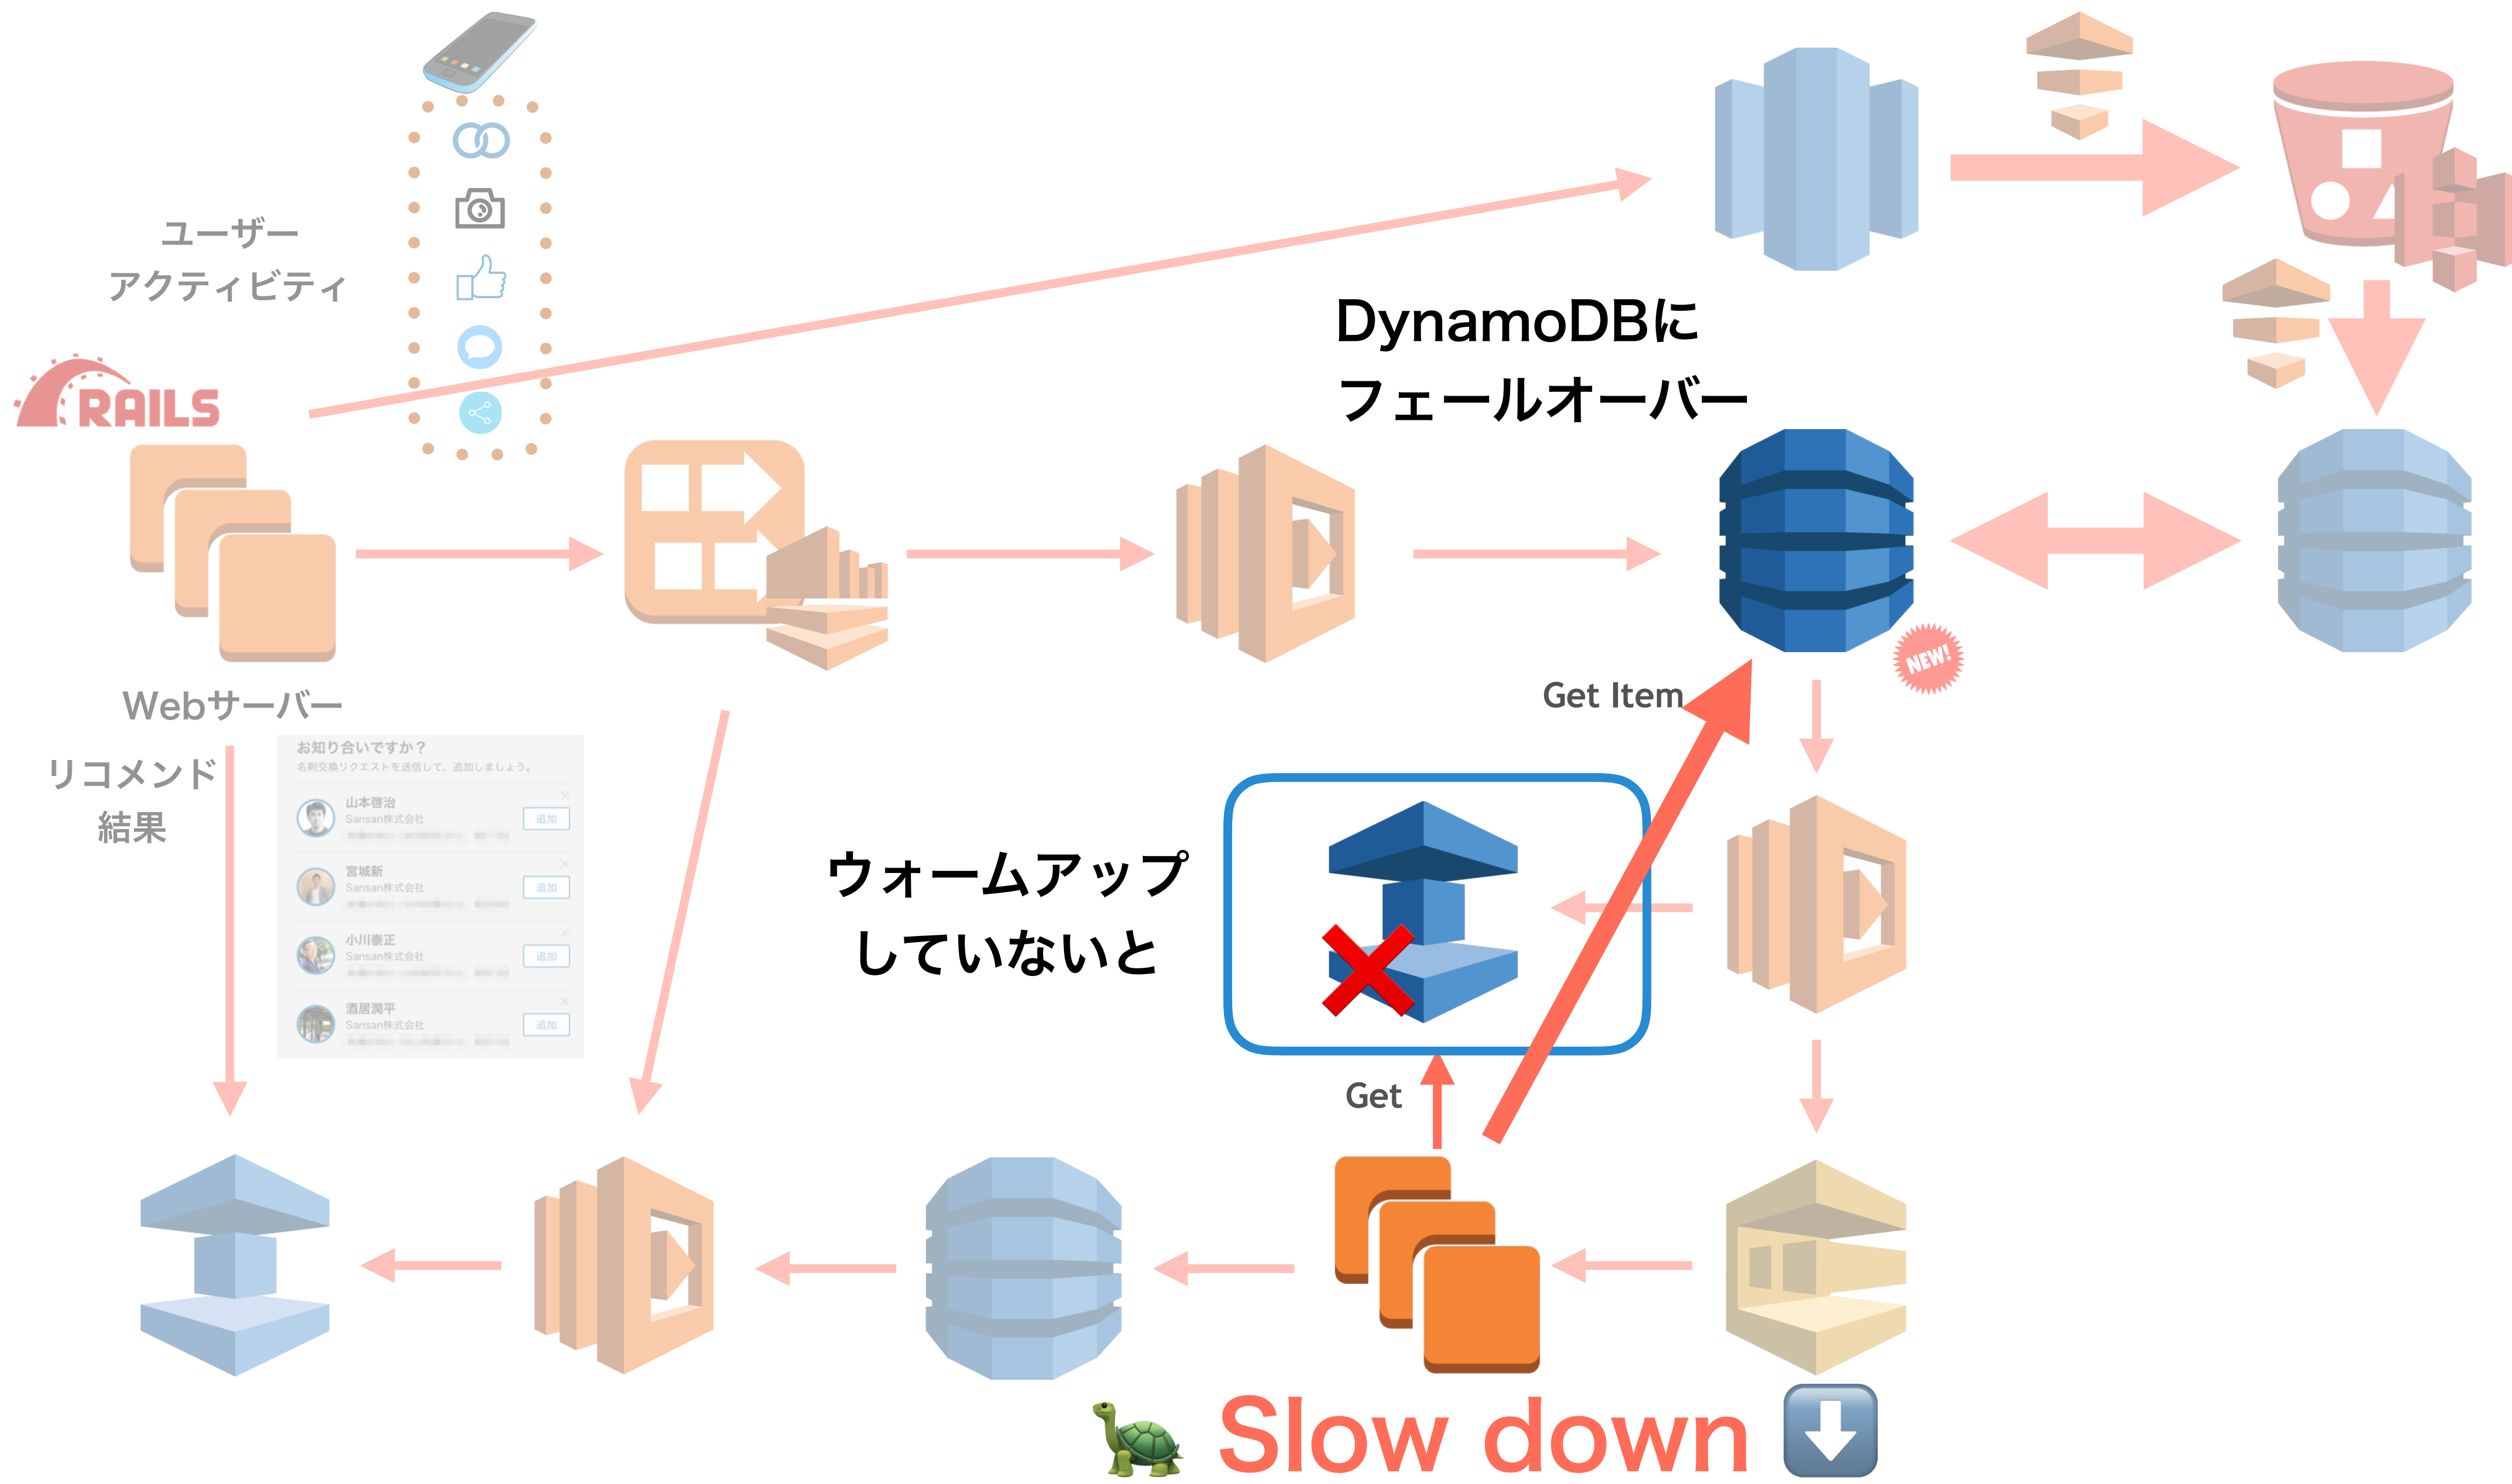 ユーザー
アクティビティ
RAILS
DynamoDBに
フェールオーバー
Webサーバー
NEW!
Get Item
リコメンド
結果
お知り合いですか？
名刺交換リクエストを送信して、追加しましょう。
山本啓治
Sansan株式会社
追加
宮城新
Sansan株式会社
追加
小川泰正
Sansan株式会社
追加
酒居潤平
Sansan株式会社
追加
ウォームアップ
していないと
Get
Slow down